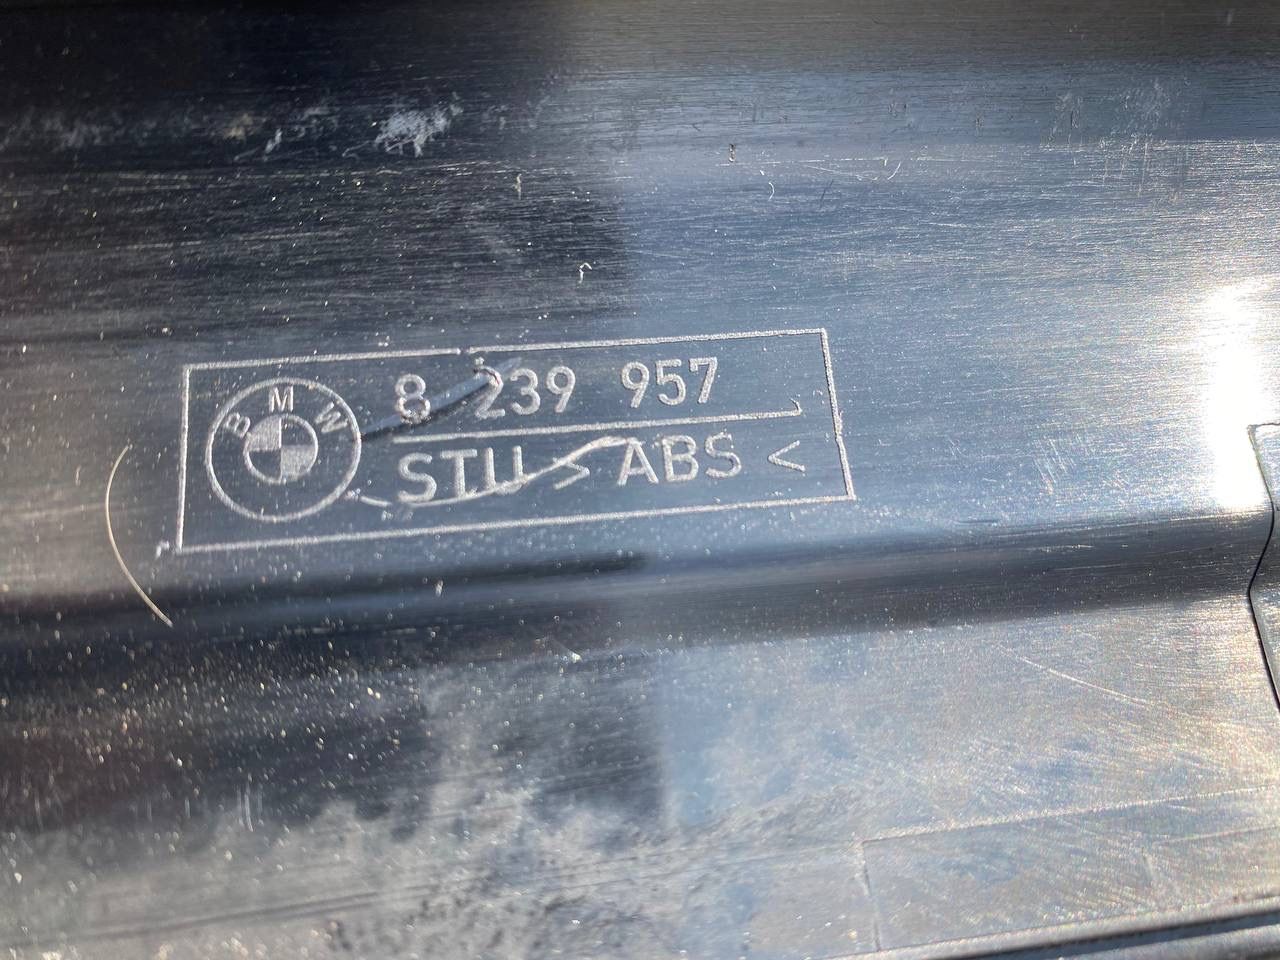 BMW
8 239 957
STU > ABS <